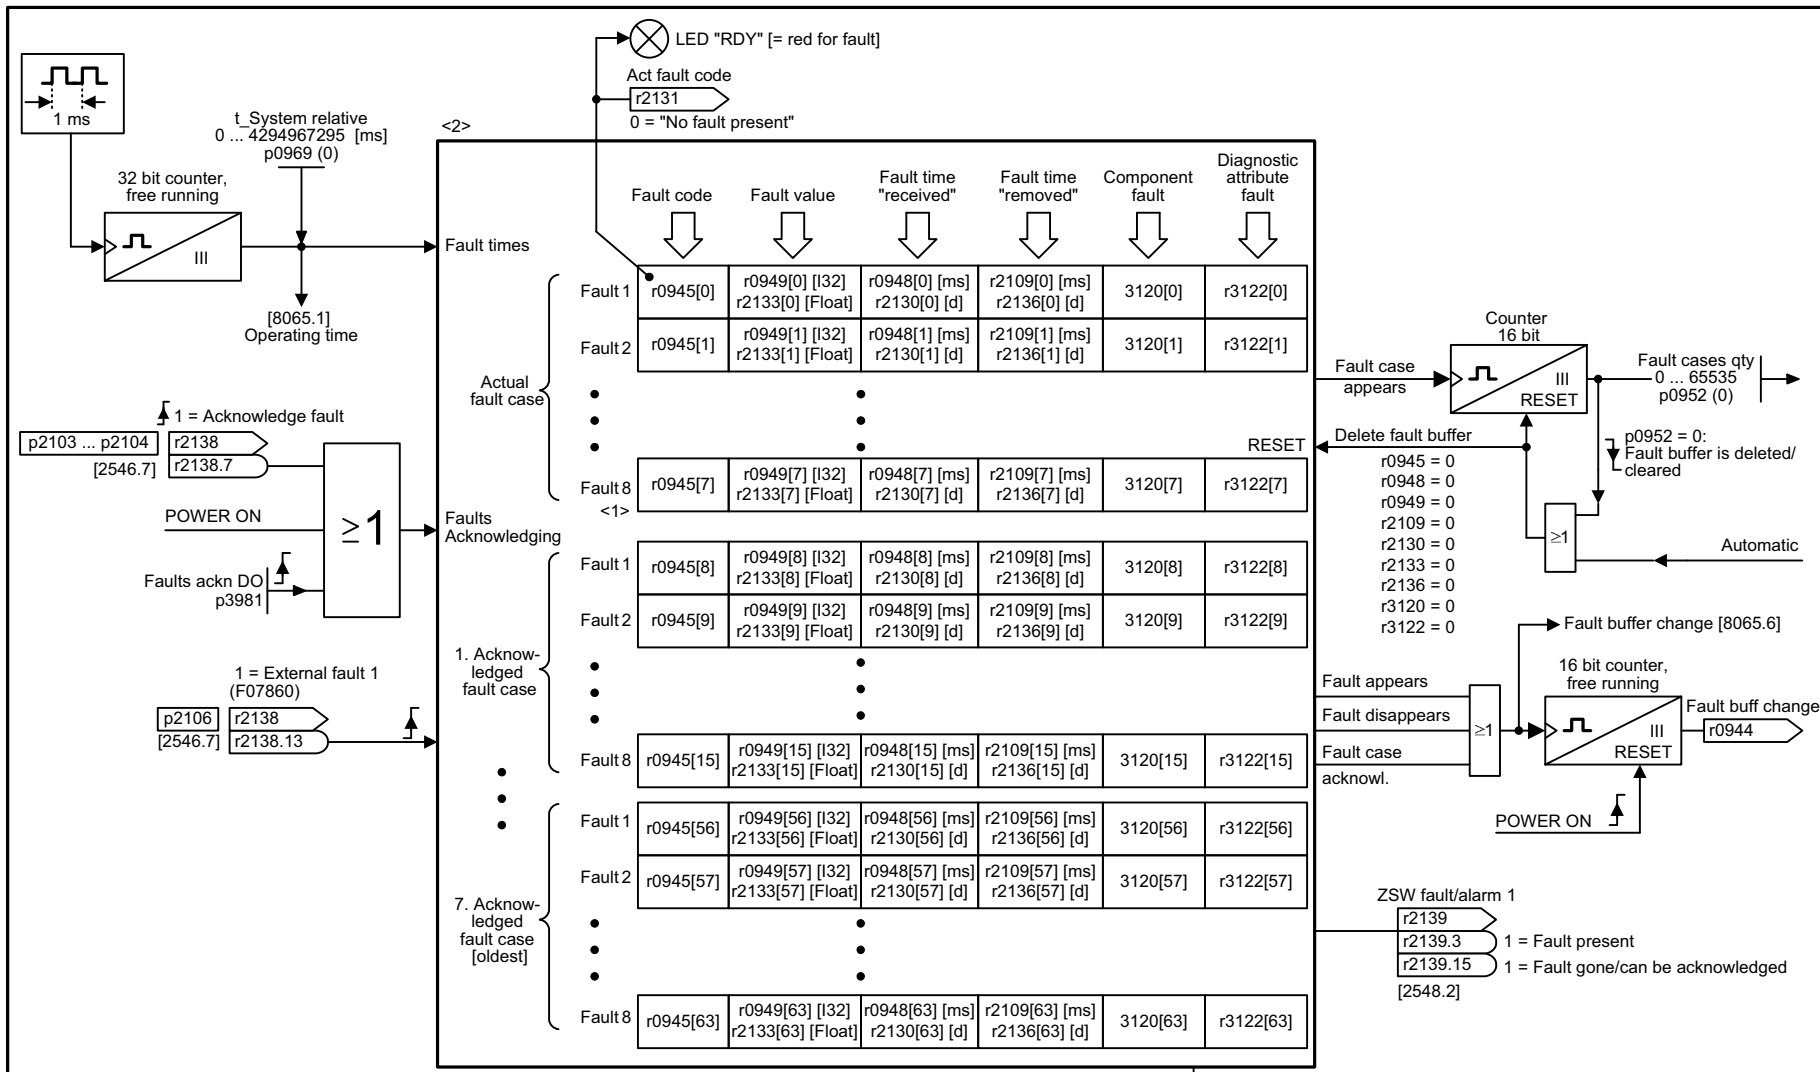 LED "RDY" [= red for fault]
Act fault code
r2131
0 = "No fault present"
1 ms
t_System relative
0 ... 4294967295 [ms]
p0969 (0)
<2>
32 bit counter,
free running
III
[8065.1]
Operating time
Fault times
Fault code
Fault value
Fault time
"received"
Fault time
"removed"
Component
fault
Diagnostic
attribute
fault
Actual
fault case
Fault 1
r0945[0]
r0949[0] [I32]
r2133[0] [Float]
r0948[0] [ms]
r2130[0] [d]
r2109[0] [ms]
r2136[0] [d]
3120[0]
r3122[0]
Fault 2
r0945[1]
r0949[1] [I32]
r2133[1] [Float]
r0948[1] [ms]
r2130[1] [d]
r2109[1] [ms]
r2136[1] [d]
3120[1]
r3122[1]
Fault 8
<1>
r0945[7]
r0949[7] [I32]
r2133[7] [Float]
r0948[7] [ms]
r2130[7] [d]
r2109[7] [ms]
r2136[7] [d]
3120[7]
r3122[7]
1 = Acknowledge fault
p2103 ... p2104
r2138
[2546.7]
r2138.7
POWER ON
Faults ackn DO
p3981
≥1
Faults
Acknowledging
1. Acknow-
ledged
fault case
Fault 1
r0945[8]
r0949[8] [I32]
r2133[8] [Float]
r0948[8] [ms]
r2130[8] [d]
r2109[8] [ms]
r2136[8] [d]
3120[8]
r3122[8]
Fault 2
r0945[9]
r0949[9] [I32]
r2133[9] [Float]
r0948[9] [ms]
r2130[9] [d]
r2109[9] [ms]
r2136[9] [d]
3120[9]
r3122[9]
Fault 8
r0945[15]
r0949[15] [I32]
r2133[15] [Float]
r0948[15] [ms]
r2130[15] [d]
r2109[15] [ms]
r2136[15] [d]
3120[15]
r3122[15]
1 = External fault 1
(F07860)
p2106
r2138
[2546.7]
r2138.13
7. Acknow-
ledged
fault case
[oldest]
Fault 1
r0945[56]
r0949[56] [I32]
r2133[56] [Float]
r0948[56] [ms]
r2130[56] [d]
r2109[56] [ms]
r2136[56] [d]
3120[56]
r3122[56]
Fault 2
r0945[57]
r0949[57] [I32]
r2133[57] [Float]
r0948[57] [ms]
r2130[57] [d]
r2109[57] [ms]
r2136[57] [d]
3120[57]
r3122[57]
Fault 8
r0945[63]
r0949[63] [I32]
r2133[63] [Float]
r0948[63] [ms]
r2130[63] [d]
r2109[63] [ms]
r2136[63] [d]
3120[63]
r3122[63]
Fault case
appears
Counter
16 bit
III
RESET
Fault cases qty
0 ... 65535
p0952 (0)
RESET
Delete fault buffer
r0945 = 0
r0948 = 0
r0949 = 0
r2109 = 0
r2130 = 0
r2133 = 0
r2136 = 0
r3120 = 0
r3122 = 0
p0952 = 0:
Fault buffer is deleted/
cleared
≥1
Automatic
Fault buffer change [8065.6]
Fault appears
Fault disappears
Fault case
acknowl.
≥1
16 bit counter,
free running
III
RESET
Fault buff change
r0944
POWER ON
ZSW fault/alarm 1
r2139
r2139.3
1 = Fault present
r2139.15
1 = Fault gone/can be acknowledged
[2548.2]